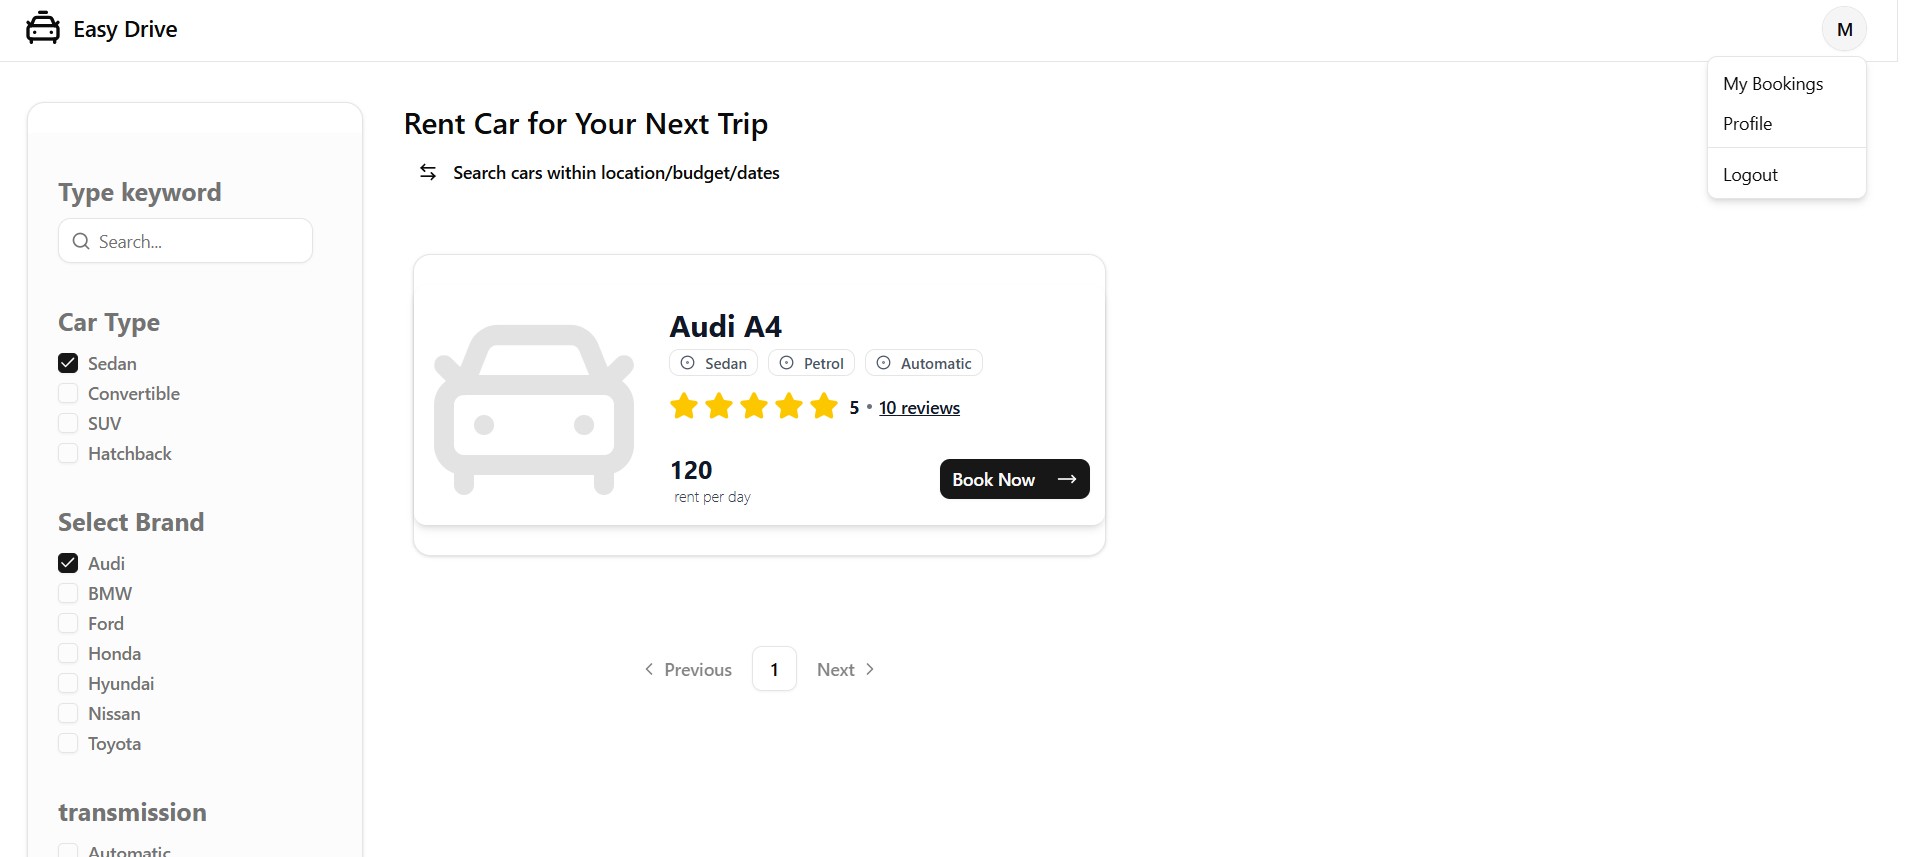 Easy Drive
M
My Bookings
Profile
Logout
Type keyword
Search...
Car Type
Sedan
Convertible
SUV
Hatchback
Select Brand
Audi
BMW
Ford
Honda
Hyundai
Nissan
Toyota
transmission
Automatic
Rent Car for Your Next Trip
Search cars within location/budget/dates
Audi A4
Sedan Petrol Automatic
5 • 10 reviews
120
rent per day
Book Now
Previous 1 Next